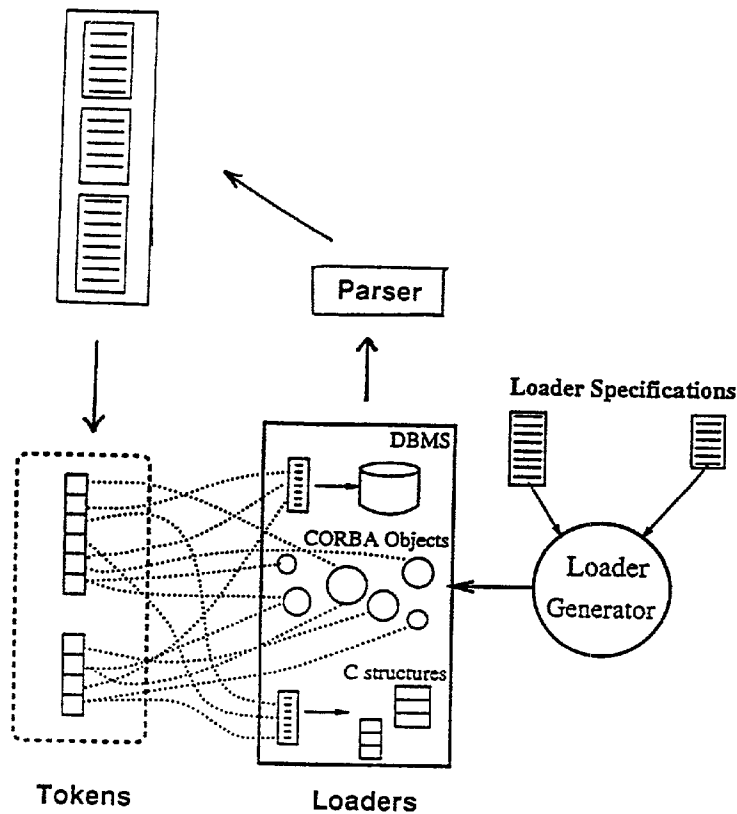 Parser
Loader Specifications
DBMS
CORBA Objects
Loader
Generator
C structures
Tokens
Loaders